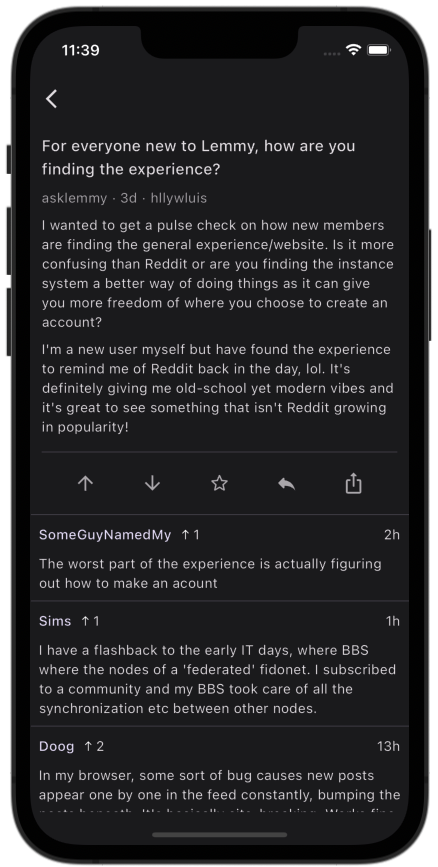 11:39
For everyone new to Lemmy, how are you
finding the experience?
asklemmy · 3d · hllywluis
I wanted to get a pulse check on how new members
are finding the general experience/website. Is it more
confusing than Reddit or are you finding the instance
system a better way of doing things as it can give
you more freedom of where you choose to create an
account?
I'm a new user myself but have found the experience
to remind me of Reddit back in the day, lol. It's
definitely giving me old-school yet modern vibes and
it's great to see something that isn't Reddit growing
in popularity!
SomeGuyNamedMy ↑ 1 2h
The worst part of the experience is actually figuring
out how to make an acount
Sims ↑ 1 1h
I have a flashback to the early IT days, where BBS
where the nodes of a 'federated' fidonet. I subscribed
to a community and my BBS took care of all the
synchronization etc between other nodes.
Doog ↑ 2 13h
In my browser, some sort of bug causes new posts
appear one by one in the feed constantly, bumping the